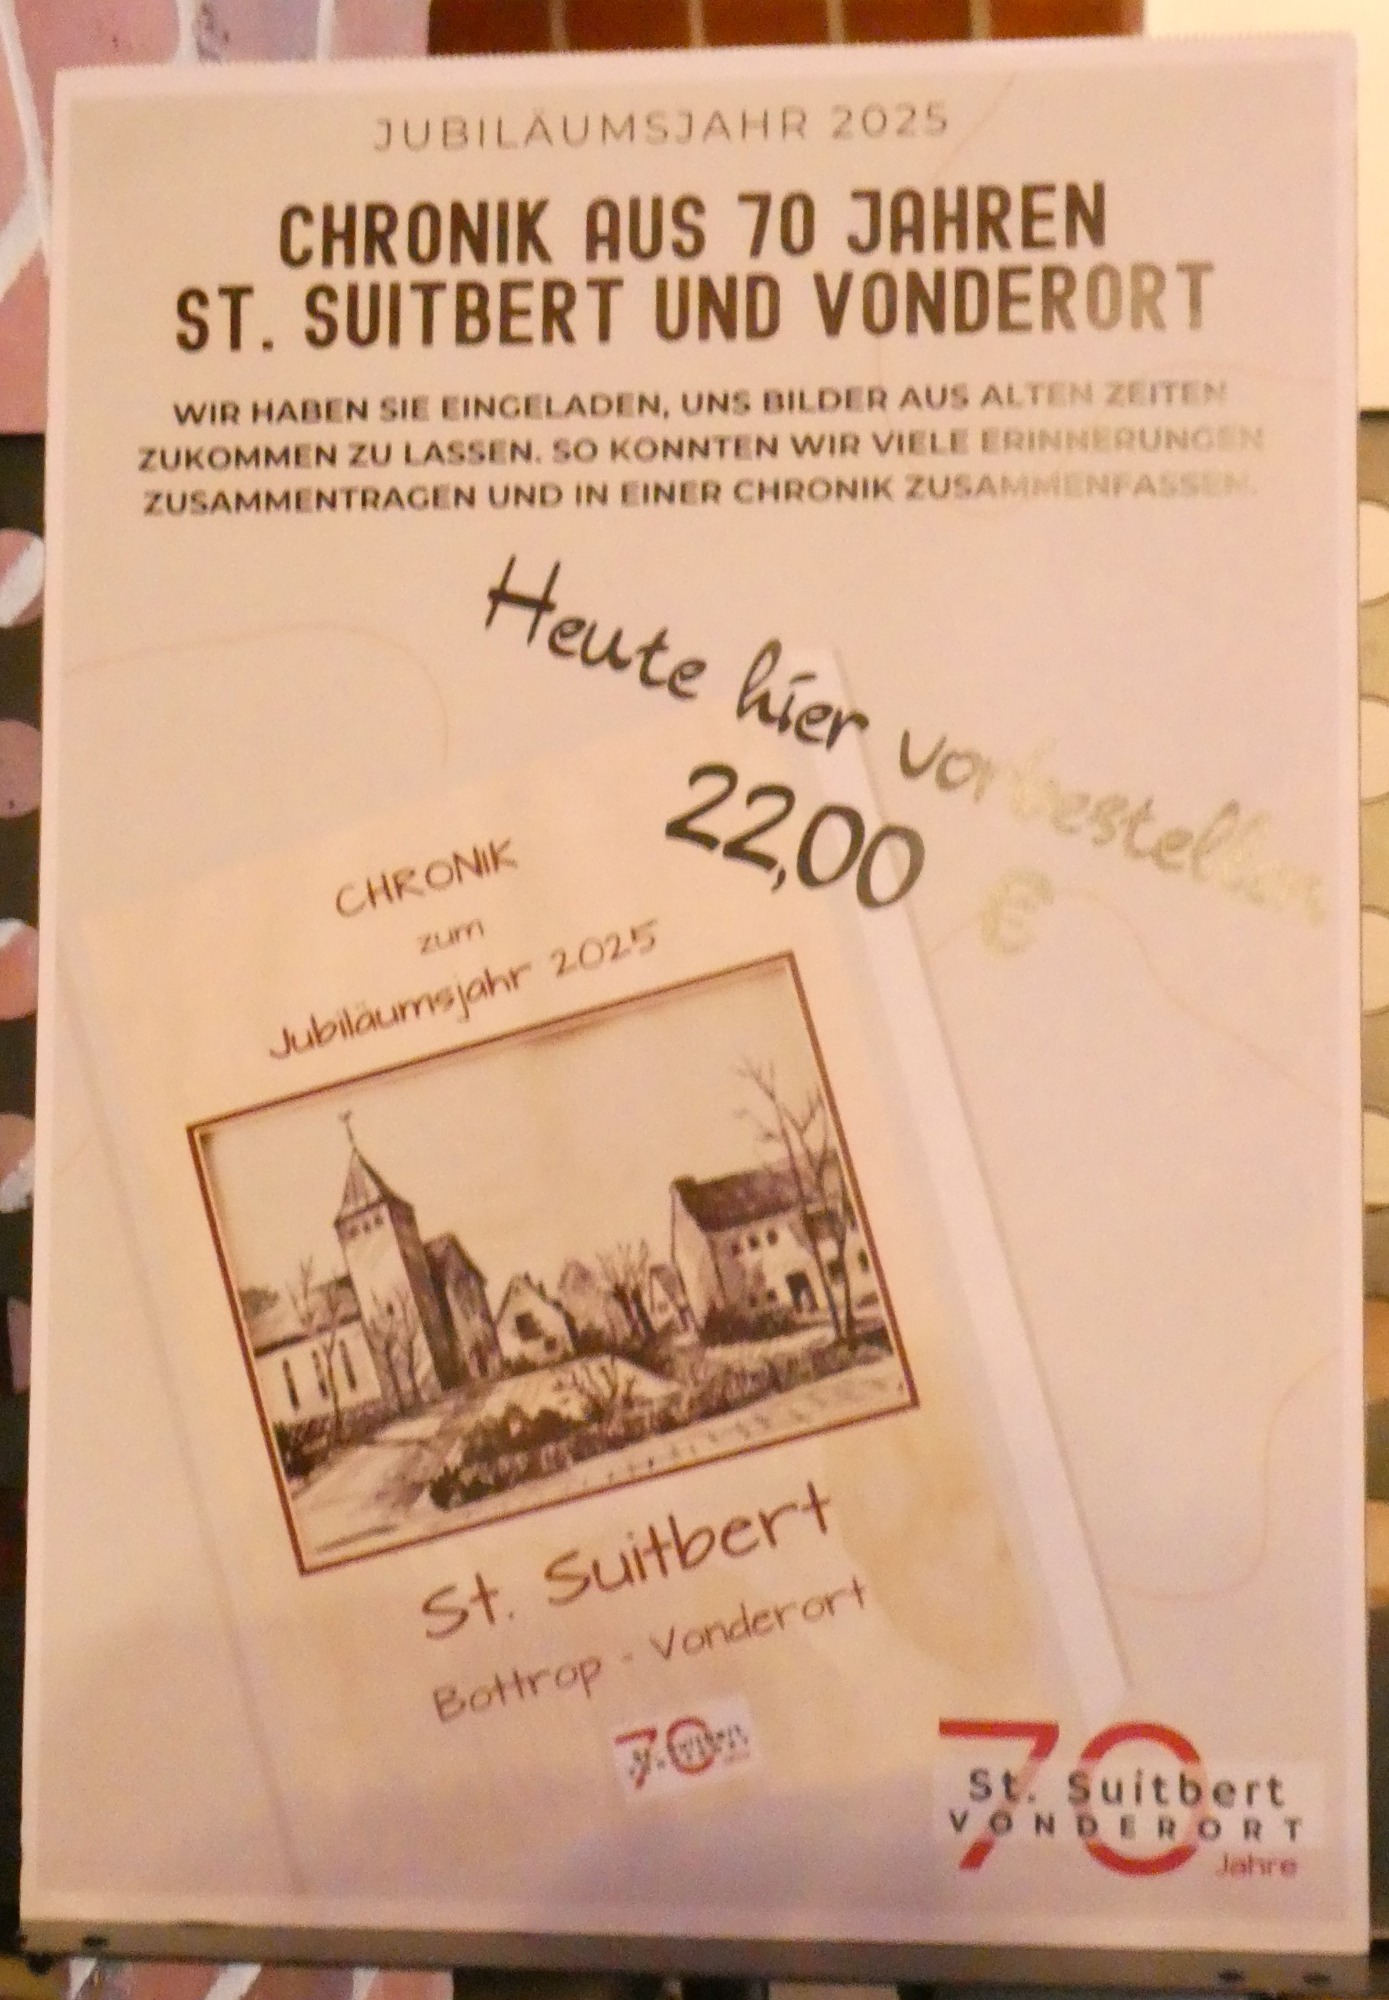 JUBILÄUMSJAHR 2025
CHRONIK AUS 70 JAHREN
ST. SUITBERT UND VONDERORT
WIR HABEN SIE EINGELADEN, UNS BILDER AUS ALTEN ZEITEN
ZUKOMMEN ZU LASSEN. SO KONNTEN WIR VIELE ERINNERUNGEN
ZUSAMMENTRAGEN UND IN EINER CHRONIK ZUSAMMENFASSEN.
Heute hier vorbestellen
22,00 €
CHRONIK
zum
Jubiläumsjahr 2025
St. Suitbert
Bottrop - Vonderort
70
70
St. Suitbert
VONDERORT
Jahre